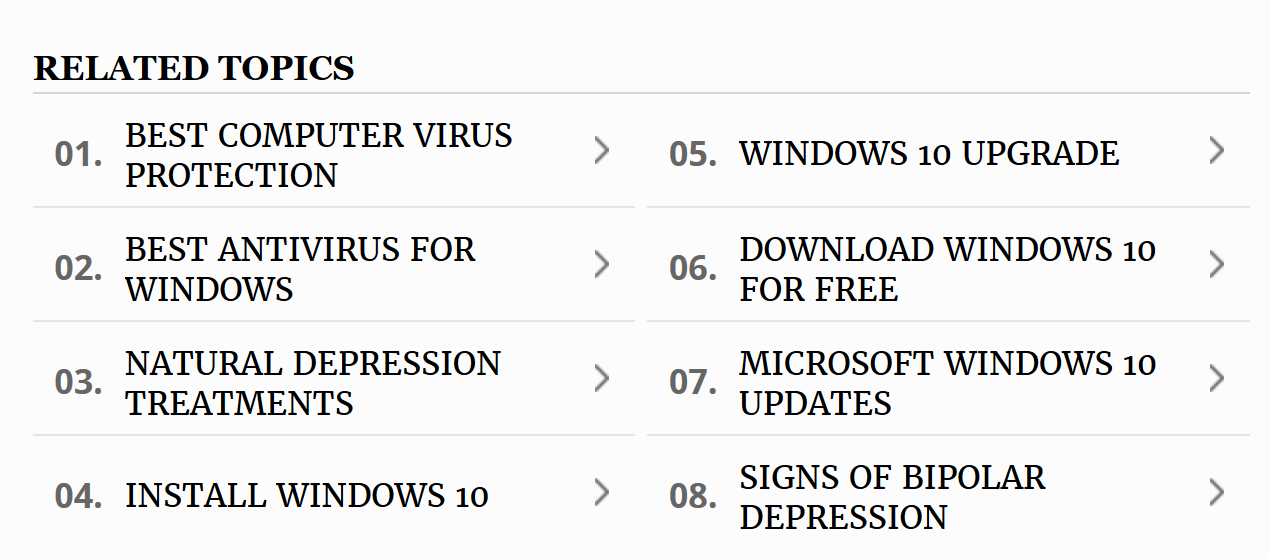 RELATED TOPICS
01. BEST COMPUTER VIRUS
PROTECTION
02. BEST ANTIVIRUS FOR
WINDOWS
03. NATURAL DEPRESSION
TREATMENTS
04. INSTALL WINDOWS 10
05. WINDOWS 10 UPGRADE
06. DOWNLOAD WINDOWS 10
FOR FREE
07. MICROSOFT WINDOWS 10
UPDATES
08. SIGNS OF BIPOLAR
DEPRESSION